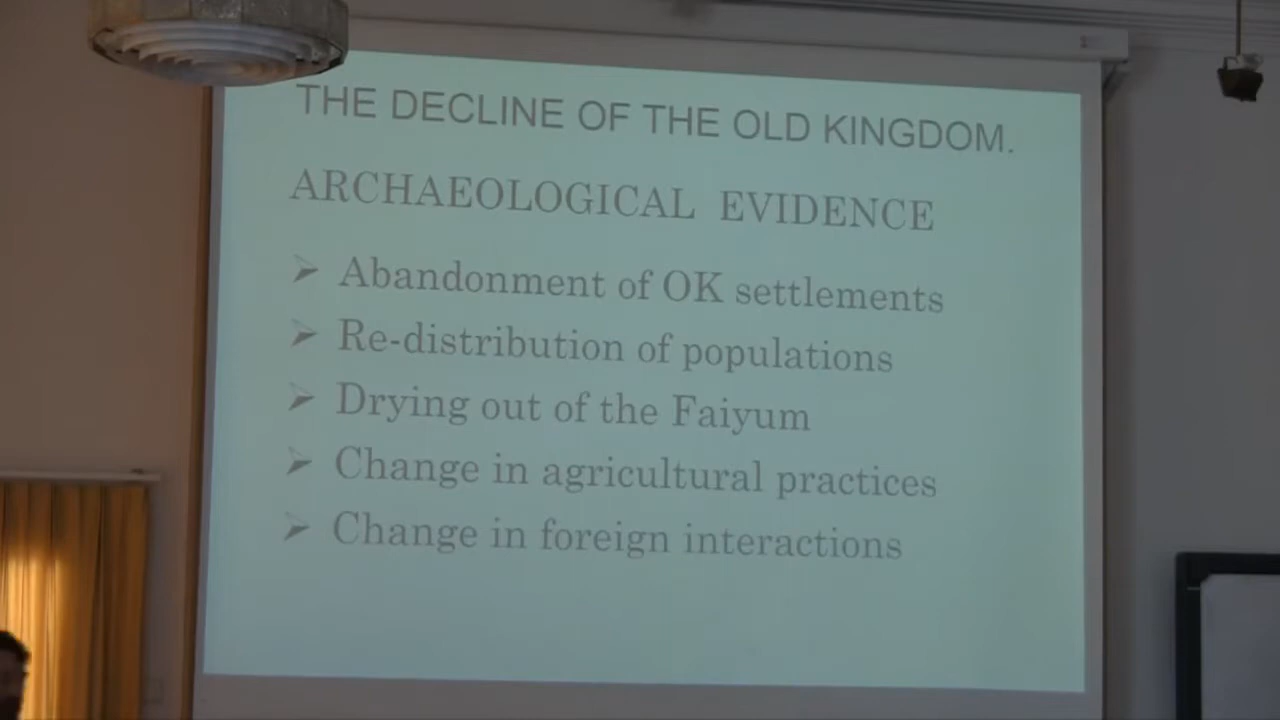 THE DECLINE OF THE OLD KINGDOM.
ARCHAEOLOGICAL EVIDENCE
➢ Abandonment of OK settlements
➢ Re-distribution of populations
➢ Drying out of the Faiyum
➢ Change in agricultural practices
➢ Change in foreign interactions